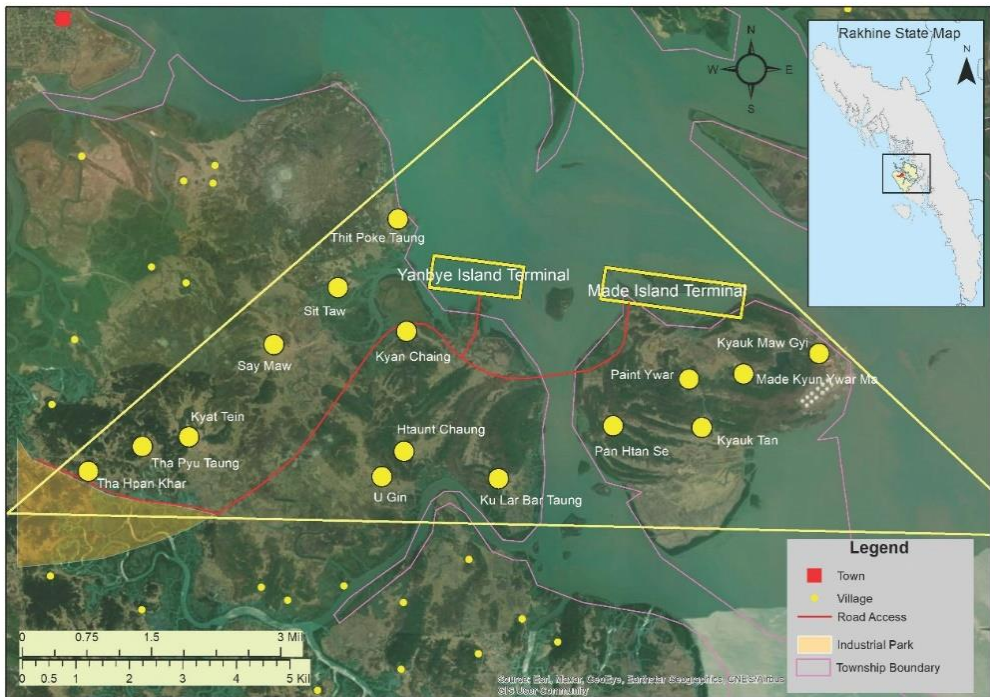 Rakhine State Map
N
N
W
E
S
Thit Poke Taung
Yanbye Island Terminal
Made Island Terminal
Sit Taw
Kyan Chaing
Say Maw
Kyauk Maw Gyi
Paint Ywar
Made Kyun Ywar Ma
Kyat Tein
Htaunt Chaung
Pan Htan Se
Kyauk Tan
Tha Pyu Taung
Tha Hpan Khar
U Gin
Ku Lar Bar Taung
Legend
Town
Village
Road Access
Industrial Park
Township Boundary
0 0.75 1.5 3 Mil
0 0.5 1 2 3 4 5 Kil
Source: Esri, Maxar, GeoEye, Earthstar Geographics, CNES/Airbus
GIS User Community